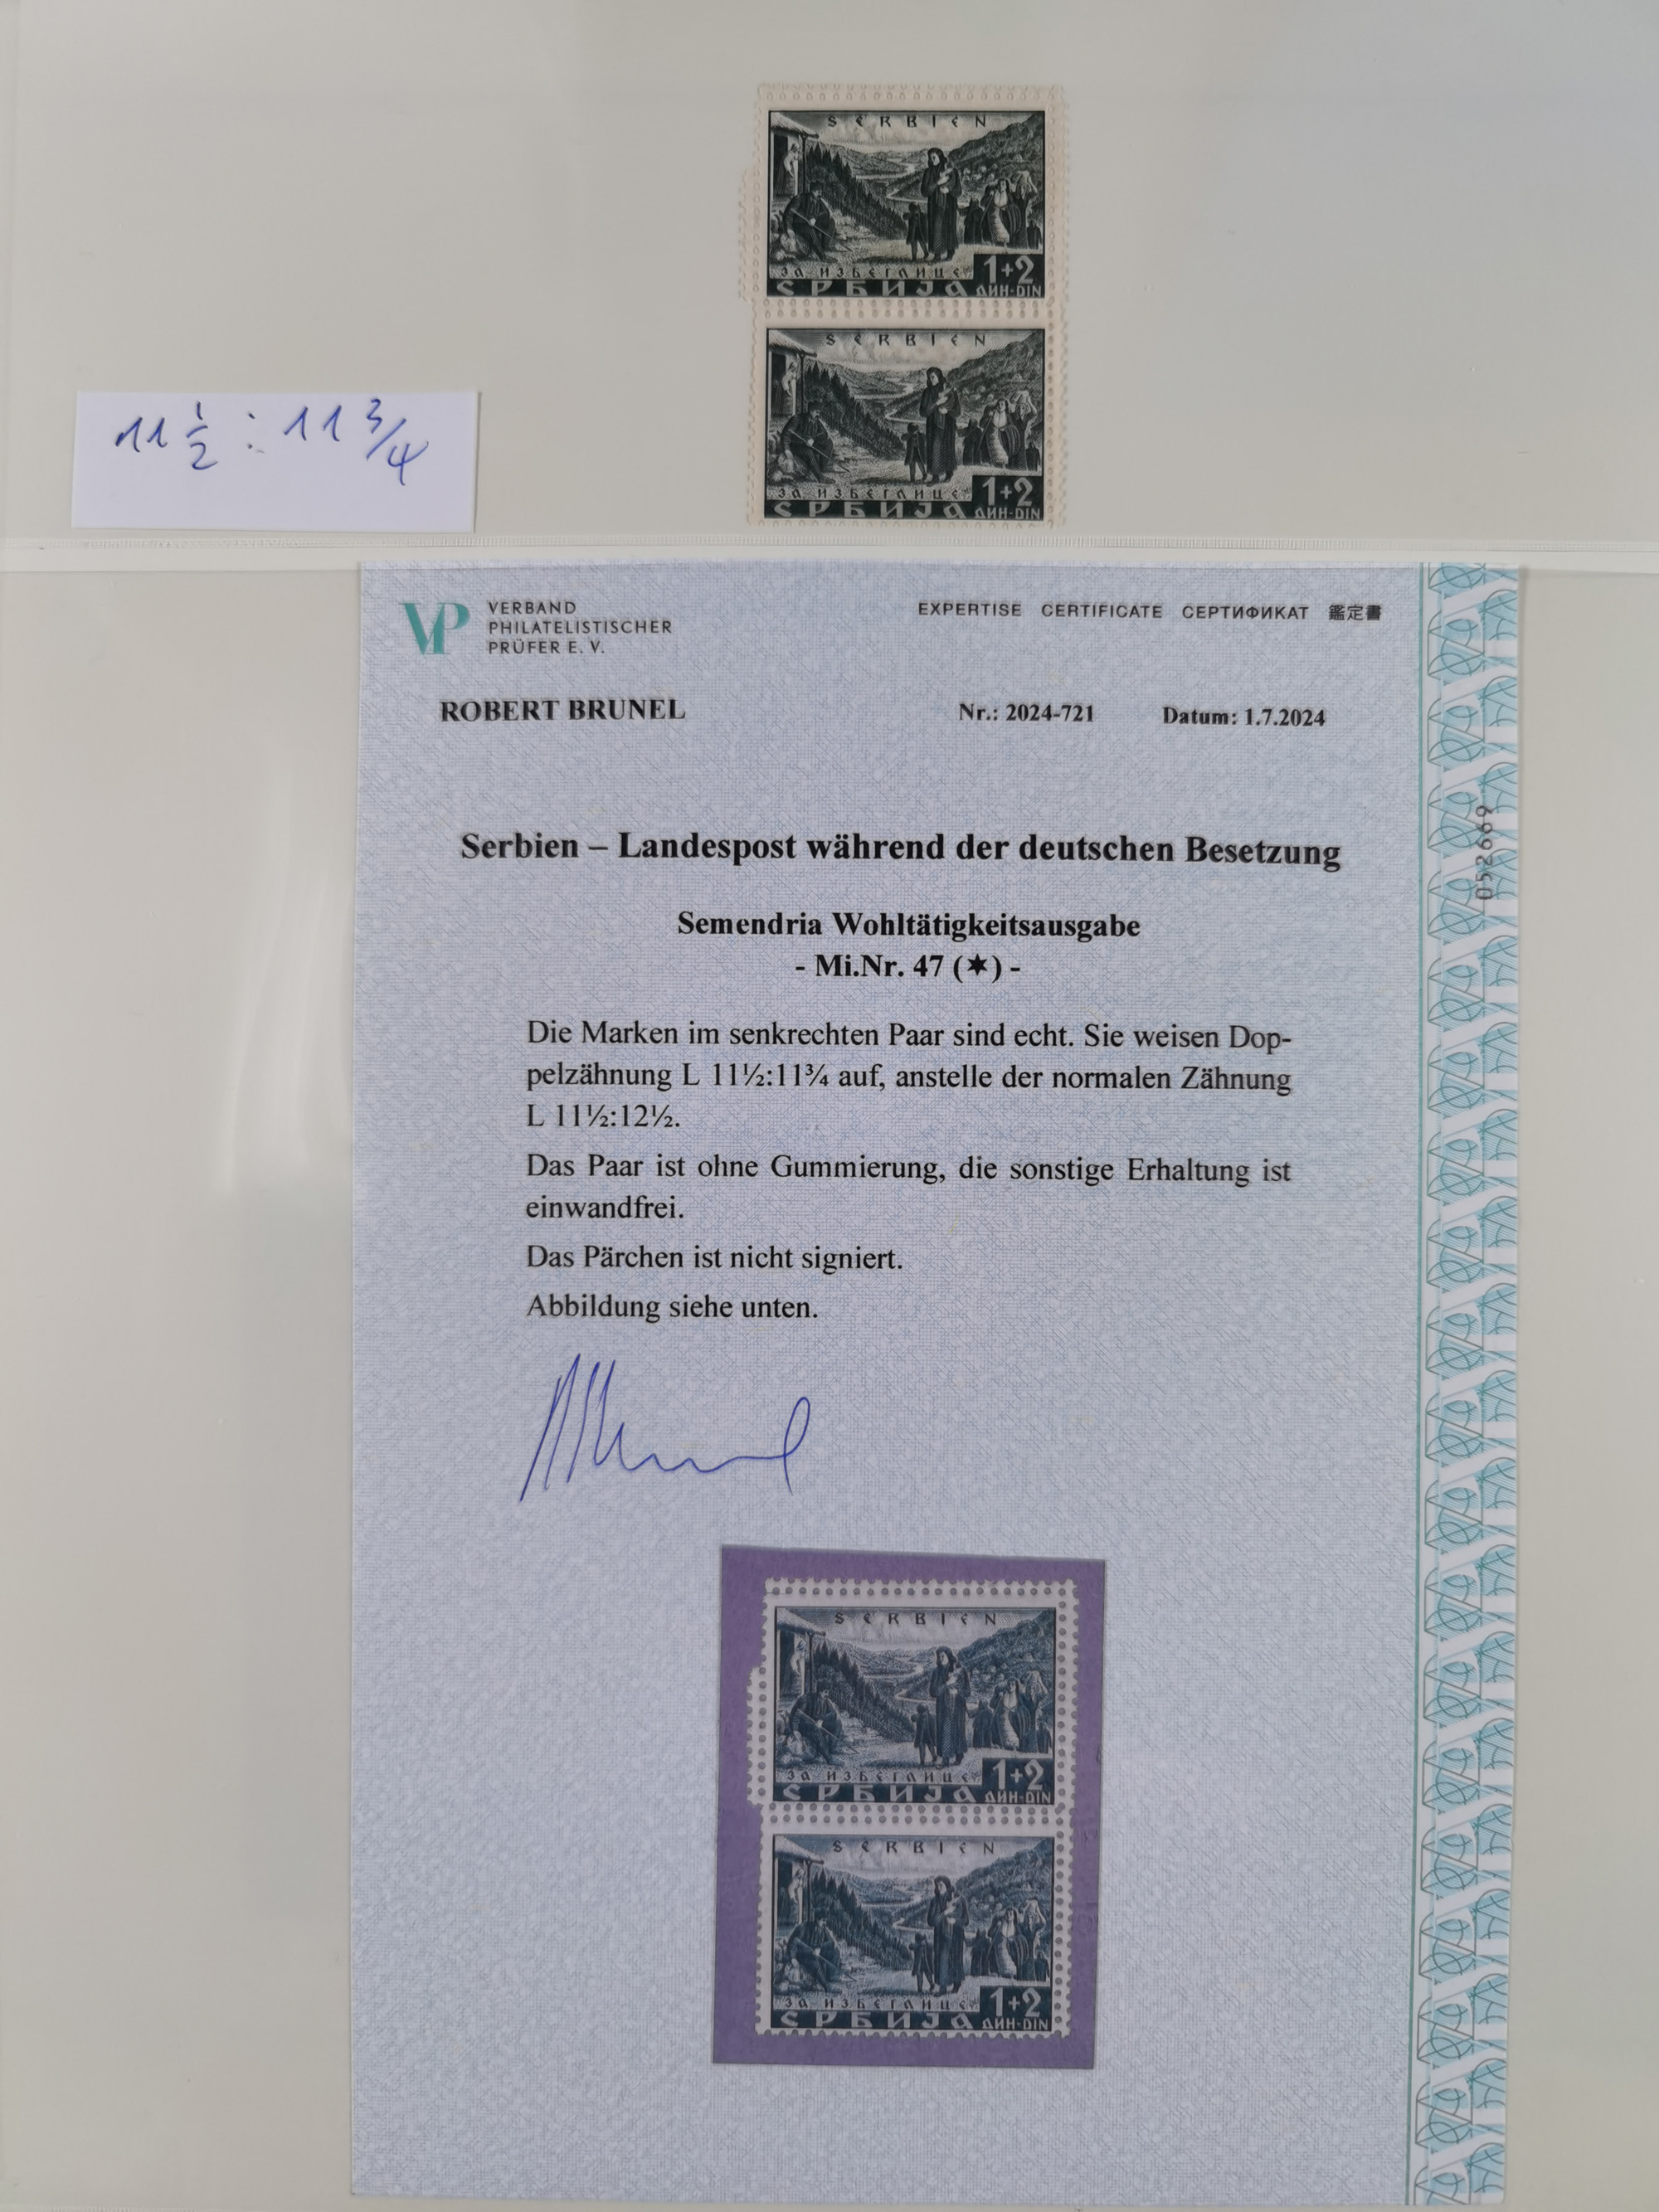 SERBIEN
ЗА ИЗБЕГЛИЦЕ
1+2
СРБИЈА ДИН-DIN
SERBIEN
ЗА ИЗБЕГЛИЦЕ
1+2
СРБИЈА ДИН-DIN
11 1/2 : 11 3/4
VP VERBAND
PHILATELISTISCHER
PRÜFER E. V.
EXPERTISE CERTIFICATE СЕРТИФИКАТ 鑑定書
ROBERT BRUNEL Nr.: 2024-721 Datum: 1.7.2024
052669
Serbien – Landespost während der deutschen Besetzung
Semendria Wohltätigkeitsausgabe
- Mi.Nr. 47 (✶) -
Die Marken im senkrechten Paar sind echt. Sie weisen Dop-
pelzähnung L 11½:11¾ auf, anstelle der normalen Zähnung
L 11½:12½.
Das Paar ist ohne Gummierung, die sonstige Erhaltung ist
einwandfrei.
Das Pärchen ist nicht signiert.
Abbildung siehe unten.
SERBIEN
ЗА ИЗБЕГЛИЦЕ
1+2
СРБИЈА ДИН-DIN
SERBIEN
ЗА ИЗБЕГЛИЦЕ
1+2
СРБИЈА ДИН-DIN